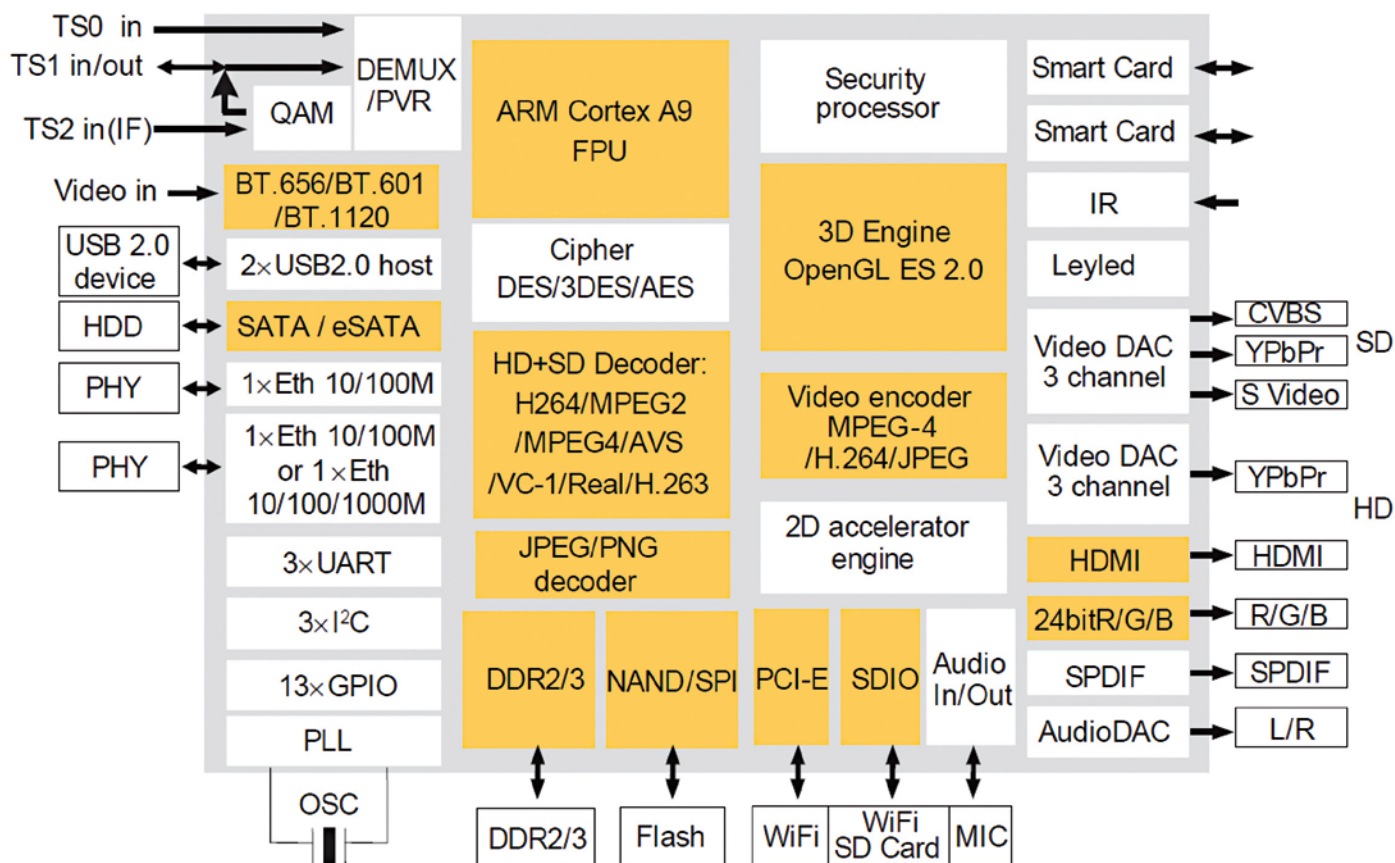 TS0 in
TS1 in/out
TS2 in(IF)
Video in
USB 2.0
device
HDD
PHY
PHY
DEMUX
/PVR
QAM
BT.656/BT.601
/BT.1120
2×USB2.0 host
SATA / eSATA
1×Eth 10/100M
1×Eth 10/100M
or 1×Eth
10/100/1000M
3×UART
3×I²C
13×GPIO
PLL
OSC
ARM Cortex A9
FPU
Cipher
DES/3DES/AES
HD+SD Decoder:
H264/MPEG2
/MPEG4/AVS
/VC-1/Real/H.263
JPEG/PNG
decoder
DDR2/3
NAND/SPI
DDR2/3
Flash
Security
processor
3D Engine
OpenGL ES 2.0
Video encoder
MPEG-4
/H.264/JPEG
2D accelerator
engine
PCI-E
SDIO
Audio
In/Out
WiFi
WiFi
SD Card
MIC
Smart Card
Smart Card
IR
Leyled
Video DAC
3 channel
Video DAC
3 channel
HDMI
24bitR/G/B
SPDIF
AudioDAC
CVBS
YPbPr
S Video
SD
YPbPr
HD
HDMI
R/G/B
SPDIF
L/R